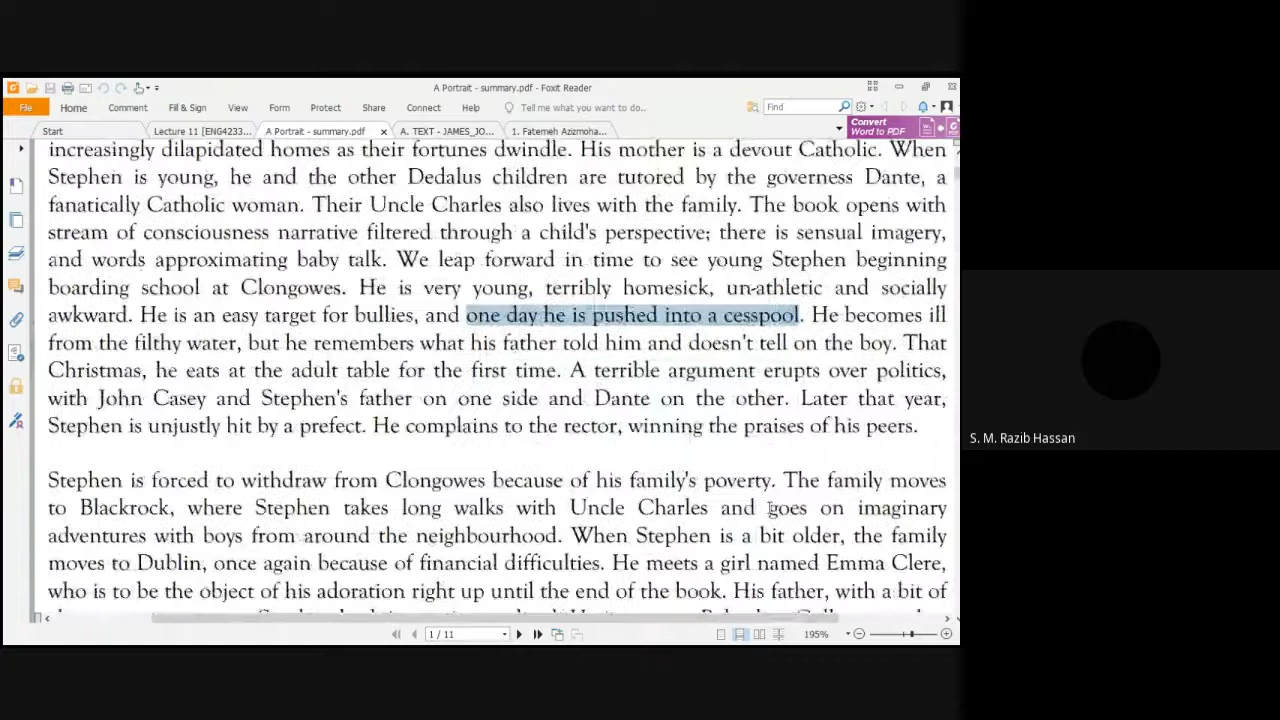 A Portrait - summary.pdf - Foxit Reader
File Home Comment Fill & Sign View Form Protect Share Connect Help Tell me what you want to do.. Find
Start Lecture 11 [ENG4233... A Portrait - summary.pdf × A. TEXT - JAMES_JO... 1. Fatemeh Azizmoha...
Convert
Word to PDF
increasingly dilapidated homes as their fortunes dwindle. His mother is a devout Catholic. When
Stephen is young, he and the other Dedalus children are tutored by the governess Dante, a
fanatically Catholic woman. Their Uncle Charles also lives with the family. The book opens with
stream of consciousness narrative filtered through a child's perspective; there is sensual imagery,
and words approximating baby talk. We leap forward in time to see young Stephen beginning
boarding school at Clongowes. He is very young, terribly homesick, un-athletic and socially
awkward. He is an easy target for bullies, and one day he is pushed into a cesspool. He becomes ill
from the filthy water, but he remembers what his father told him and doesn't tell on the boy. That
Christmas, he eats at the adult table for the first time. A terrible argument erupts over politics,
with John Casey and Stephen's father on one side and Dante on the other. Later that year,
Stephen is unjustly hit by a prefect. He complains to the rector, winning the praises of his peers.
Stephen is forced to withdraw from Clongowes because of his family's poverty. The family moves
to Blackrock, where Stephen takes long walks with Uncle Charles and goes on imaginary
adventures with boys from around the neighbourhood. When Stephen is a bit older, the family
moves to Dublin, once again because of financial difficulties. He meets a girl named Emma Clere,
who is to be the object of his adoration right up until the end of the book. His father, with a bit of
1 / 11
195%
S. M. Razib Hassan